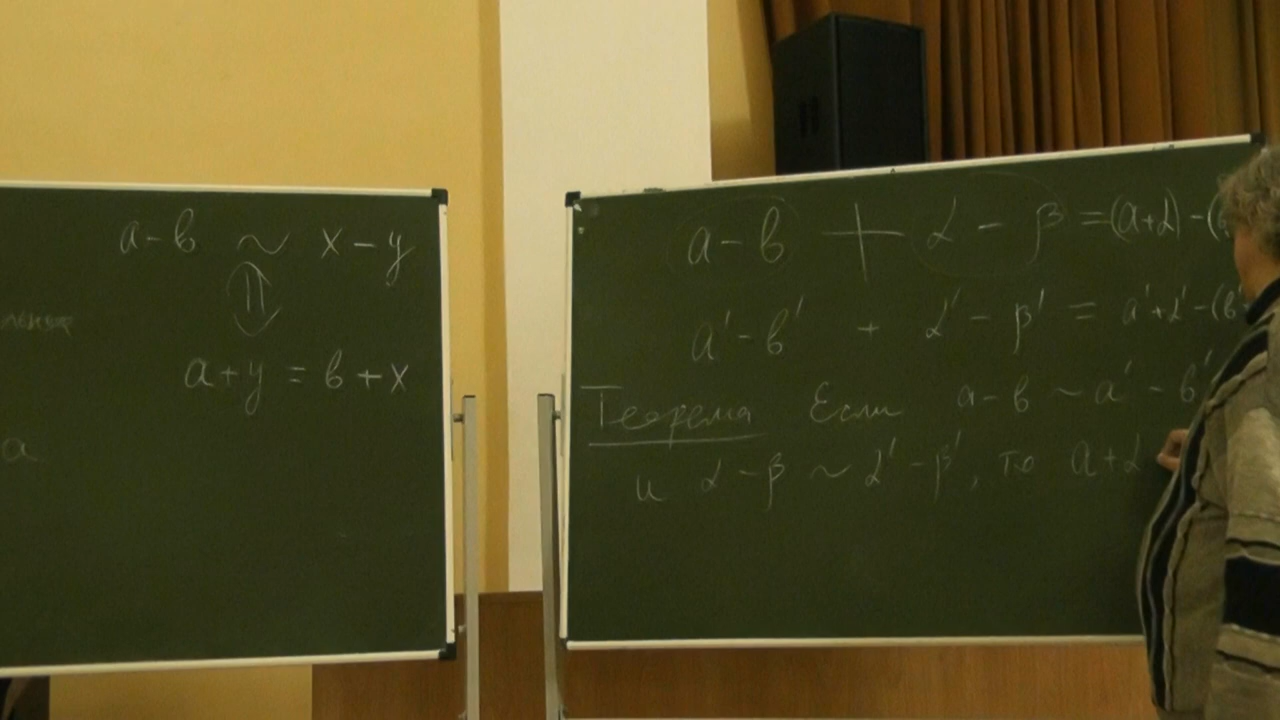 a-b ~ x-y
⇕
a+y = b+x
a
a-b + α-β =(a+α)-(
a'-b' + α'-β' = a'+α'-(b
Теорема Если a-b ~ a'-b'
и α-β ~ α'-β', то a+α